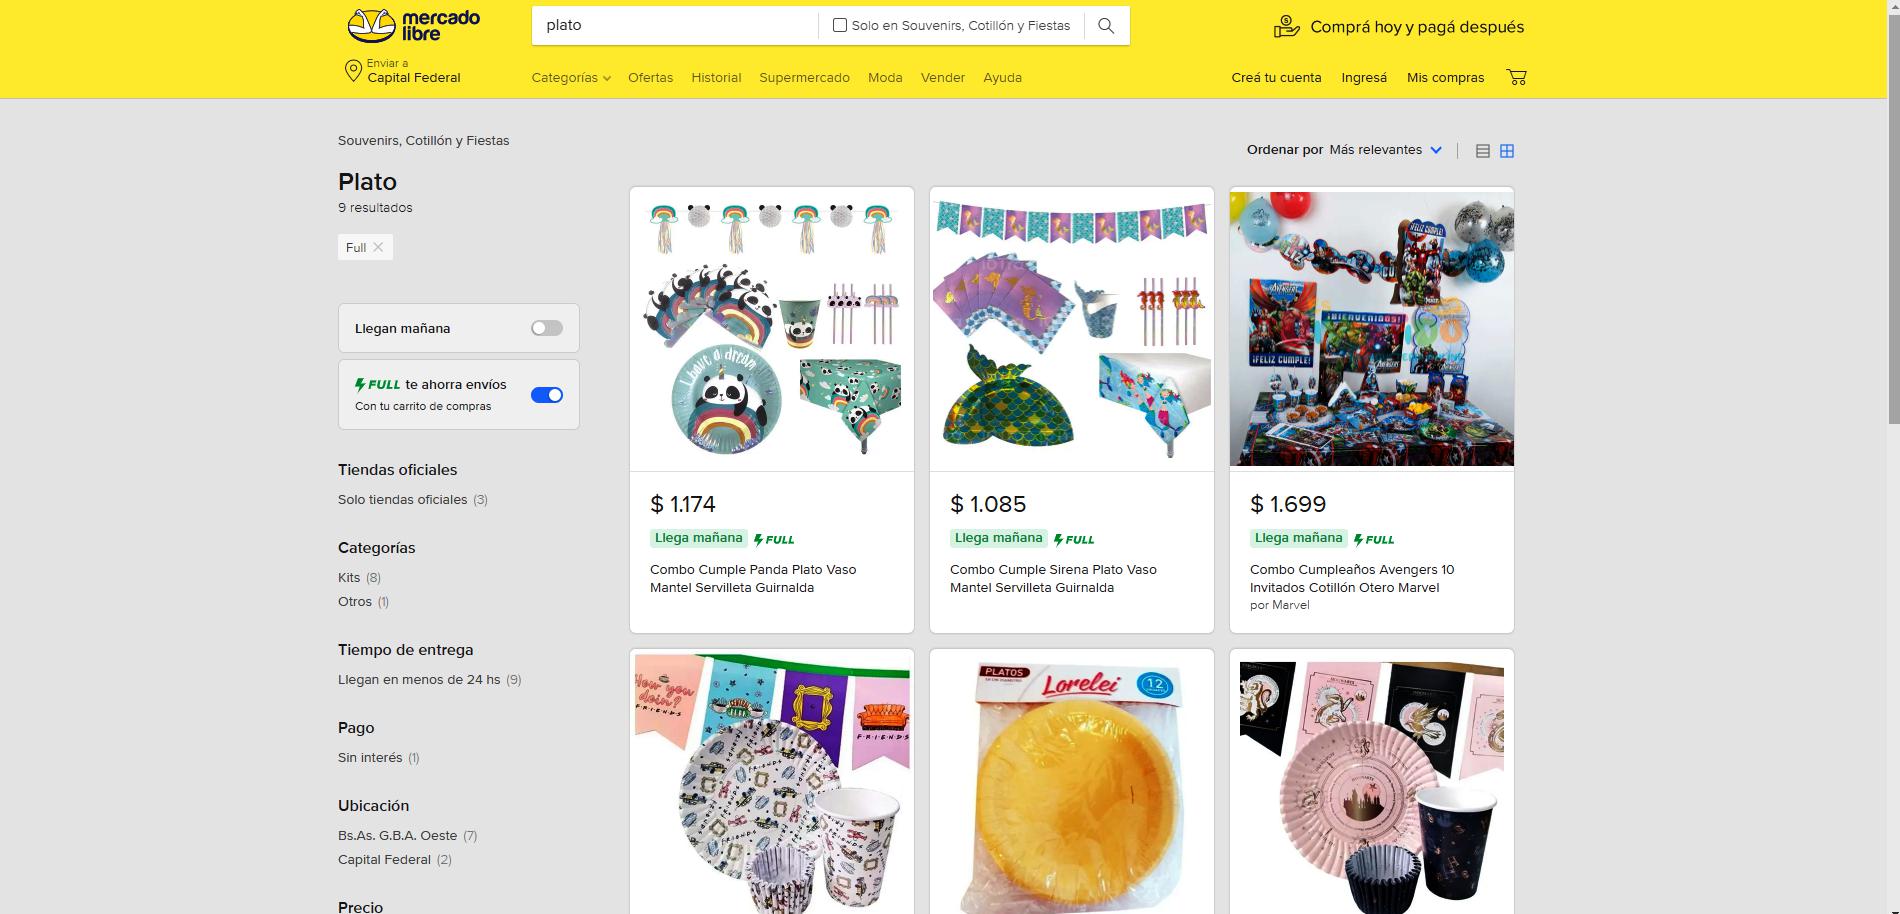 mercado
libre
plato
Solo en Souvenirs, Cotillón y Fiestas
Comprá hoy y pagá después
Enviar a
Capital Federal
Categorías
Ofertas
Historial
Supermercado
Moda
Vender
Ayuda
Creá tu cuenta
Ingresá
Mis compras
Souvenirs, Cotillón y Fiestas
Ordenar por Más relevantes
Plato
9 resultados
Full
Llegan mañana
FULL te ahorra envíos
Con tu carrito de compras
Tiendas oficiales
Solo tiendas oficiales (3)
Categorías
Kits (8)
Otros (1)
Tiempo de entrega
Llegan en menos de 24 hs (9)
Pago
Sin interés (1)
Ubicación
Bs.As. G.B.A. Oeste (7)
Capital Federal (2)
Precio
I have a dream
$ 1.174
Llega mañana FULL
Combo Cumple Panda Plato Vaso
Mantel Servilleta Guirnalda
$ 1.085
Llega mañana FULL
Combo Cumple Sirena Plato Vaso
Mantel Servilleta Guirnalda
AVENGERS
¡BIENVENIDOS!
¡FELIZ CUMPLE!
$ 1.699
Llega mañana FULL
Combo Cumpleaños Avengers 10
Invitados Cotillón Otero Marvel
por Marvel
How you
doin?
F·R·I·E·N·D·S
CENTRAL
PERK
F·R·I·E·N·D·S
PLATOS
Lorelei
12